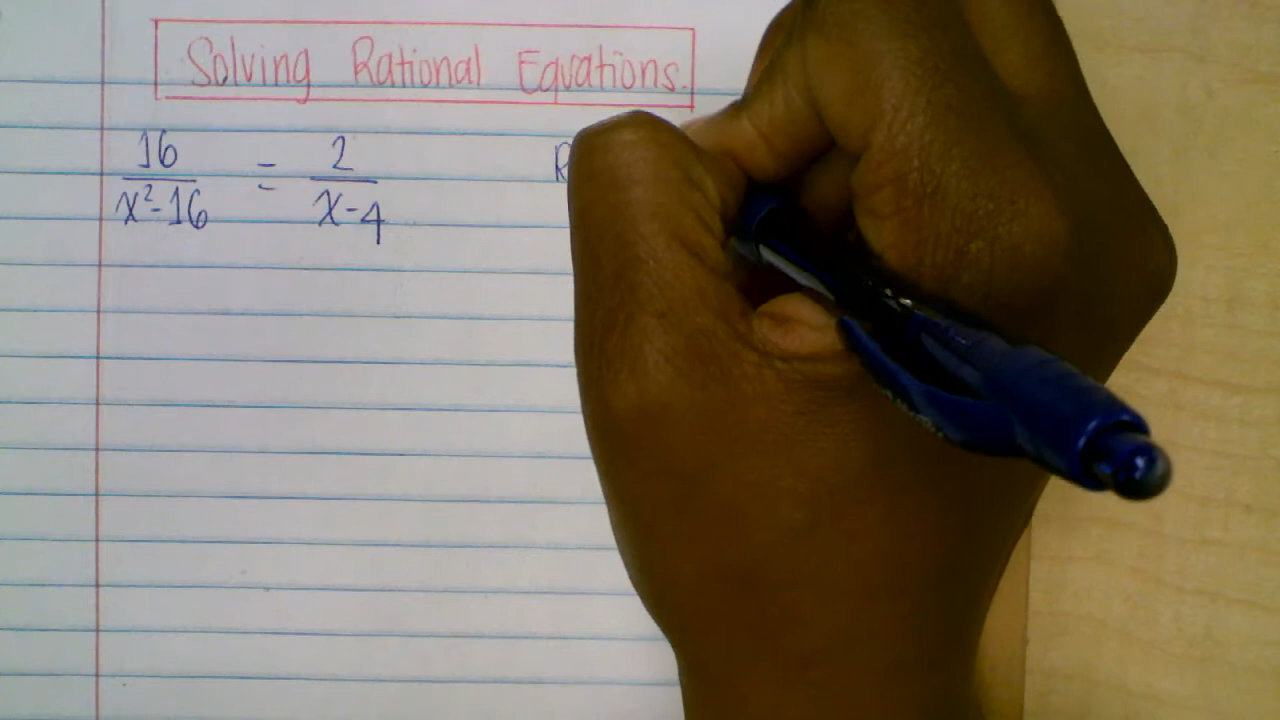 Solving Rational Equations.
16/(x²-16) = 2/(x-4)